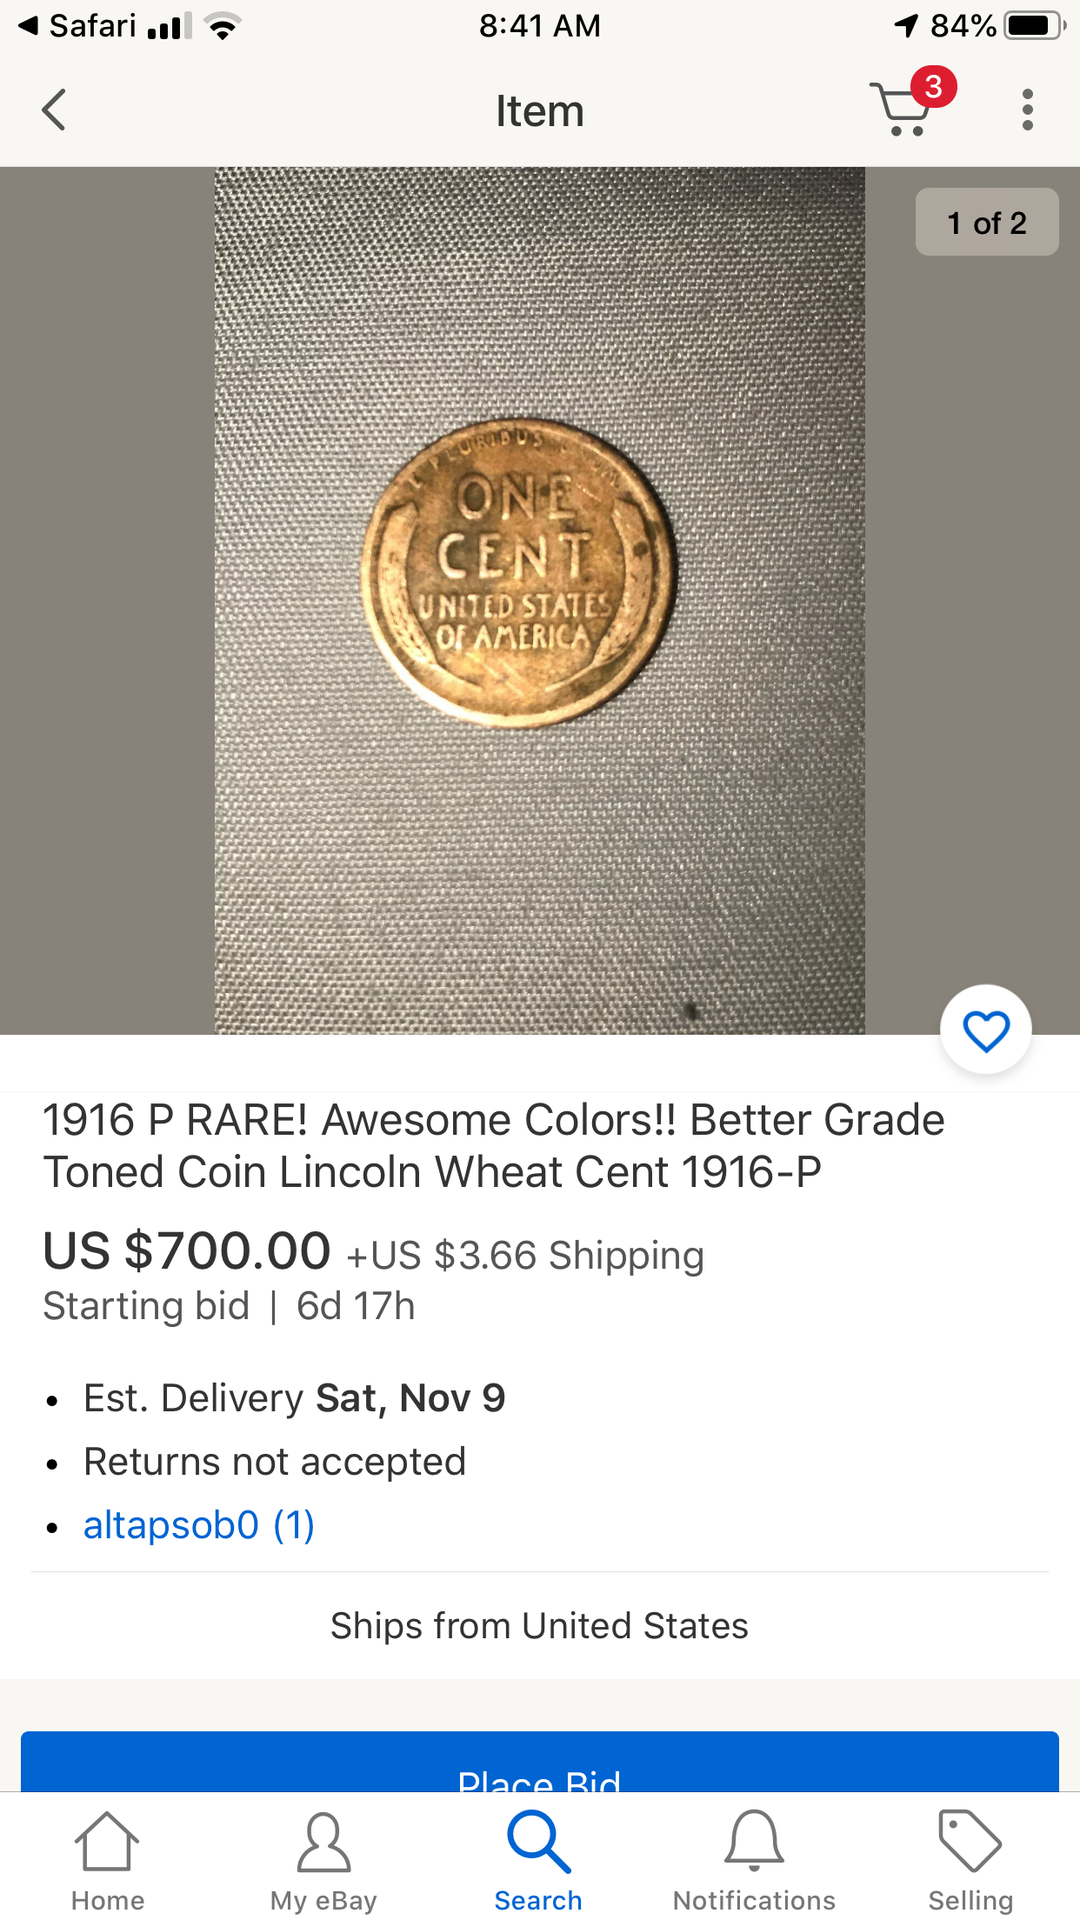 Safari
8:41 AM
84%
Item
3
1 of 2
PLURIBUS
ONE
CENT
UNITED STATES
OF AMERICA
1916 P RARE! Awesome Colors!! Better Grade
Toned Coin Lincoln Wheat Cent 1916-P
US $700.00 +US $3.66 Shipping
Starting bid | 6d 17h
• Est. Delivery Sat, Nov 9
• Returns not accepted
• altapsob0 (1)
Ships from United States
Place Bid
Home
My eBay
Search
Notifications
Selling